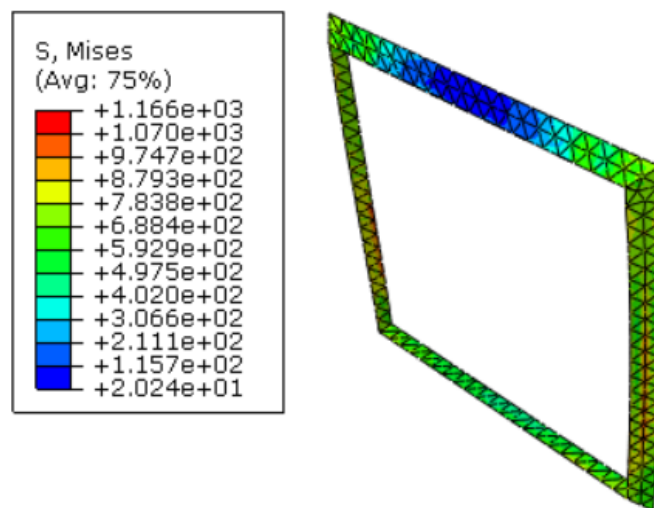 S, Mises
(Avg: 75%)
+1.166e+03
+1.070e+03
+9.747e+02
+8.793e+02
+7.838e+02
+6.884e+02
+5.929e+02
+4.975e+02
+4.020e+02
+3.066e+02
+2.111e+02
+1.157e+02
+2.024e+01